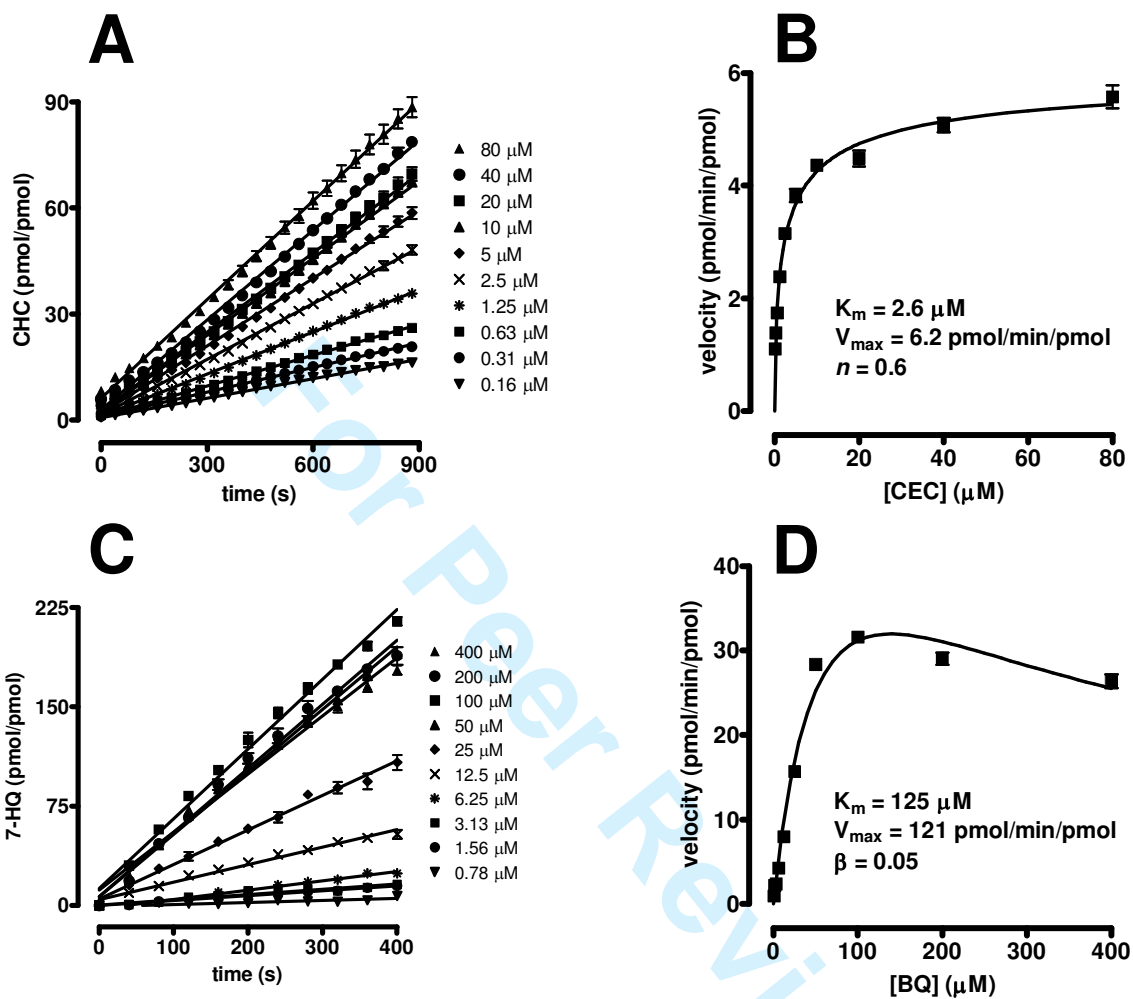 A
CHC (pmol/pmol)
90
60
30
0
0 300 600 900
time (s)
80 μM
40 μM
20 μM
10 μM
5 μM
2.5 μM
1.25 μM
0.63 μM
0.31 μM
0.16 μM
B
velocity (pmol/min/pmol)
6
4
2
0
Km = 2.6 μM
Vmax = 6.2 pmol/min/pmol
n = 0.6
0 20 40 60 80
[CEC] (μM)
C
7-HQ (pmol/pmol)
225
150
75
0
0 100 200 300 400
time (s)
400 μM
200 μM
100 μM
50 μM
25 μM
12.5 μM
6.25 μM
3.13 μM
1.56 μM
0.78 μM
D
velocity (pmol/min/pmol)
40
30
20
10
0
Km = 125 μM
Vmax = 121 pmol/min/pmol
β = 0.05
0 100 200 300 400
[BQ] (μM)
For Peer Revi